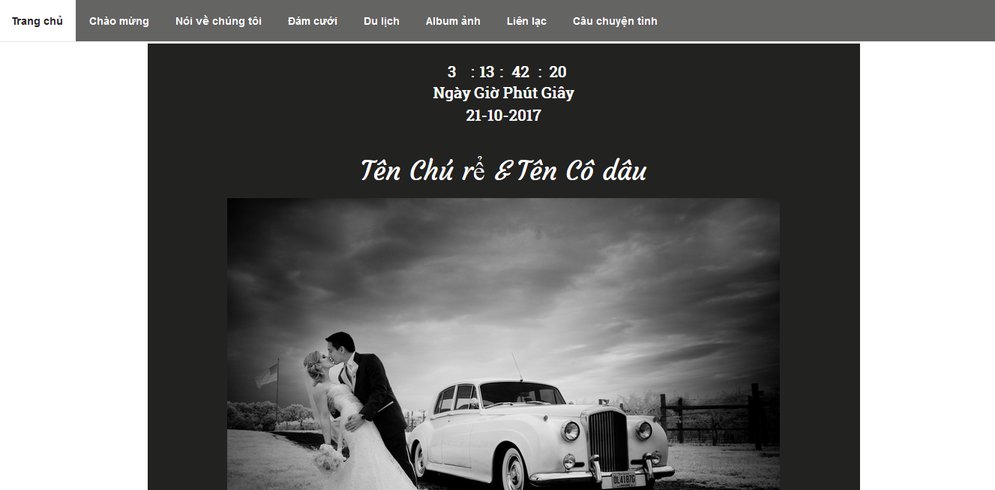 Trang chủ Chào mừng Nói về chúng tôi Đám cưới Du lịch Album ảnh Liên lạc Câu chuyện tình
3 : 13 : 42 : 20
Ngày Giờ Phút Giây
21-10-2017
Tên Chú rể & Tên Cô dâu
DL4187G